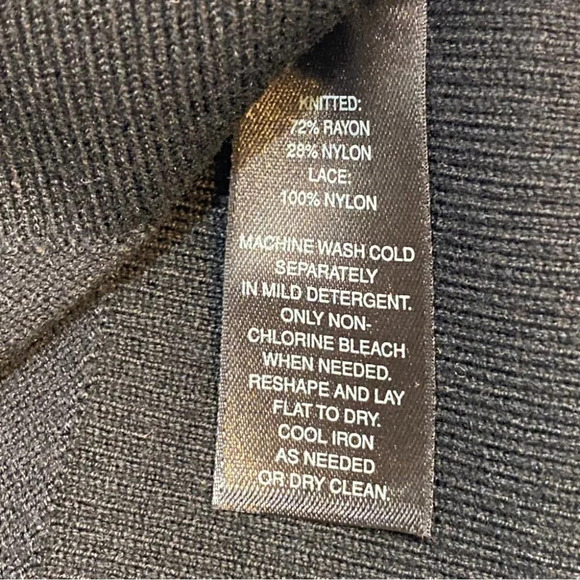 KNITTED:
72% RAYON
28% NYLON
LACE:
100% NYLON
MACHINE WASH COLD
SEPARATELY
IN MILD DETERGENT.
ONLY NON-
CHLORINE BLEACH
WHEN NEEDED.
RESHAPE AND LAY
FLAT TO DRY.
COOL IRON
AS NEEDED
OR DRY CLEAN.